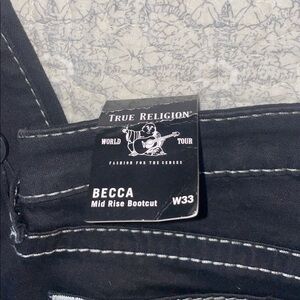 TRUE RELIGION
WORLD TOUR
FASHION FOR THE SENSES
BECCA
Mid Rise Bootcut W33